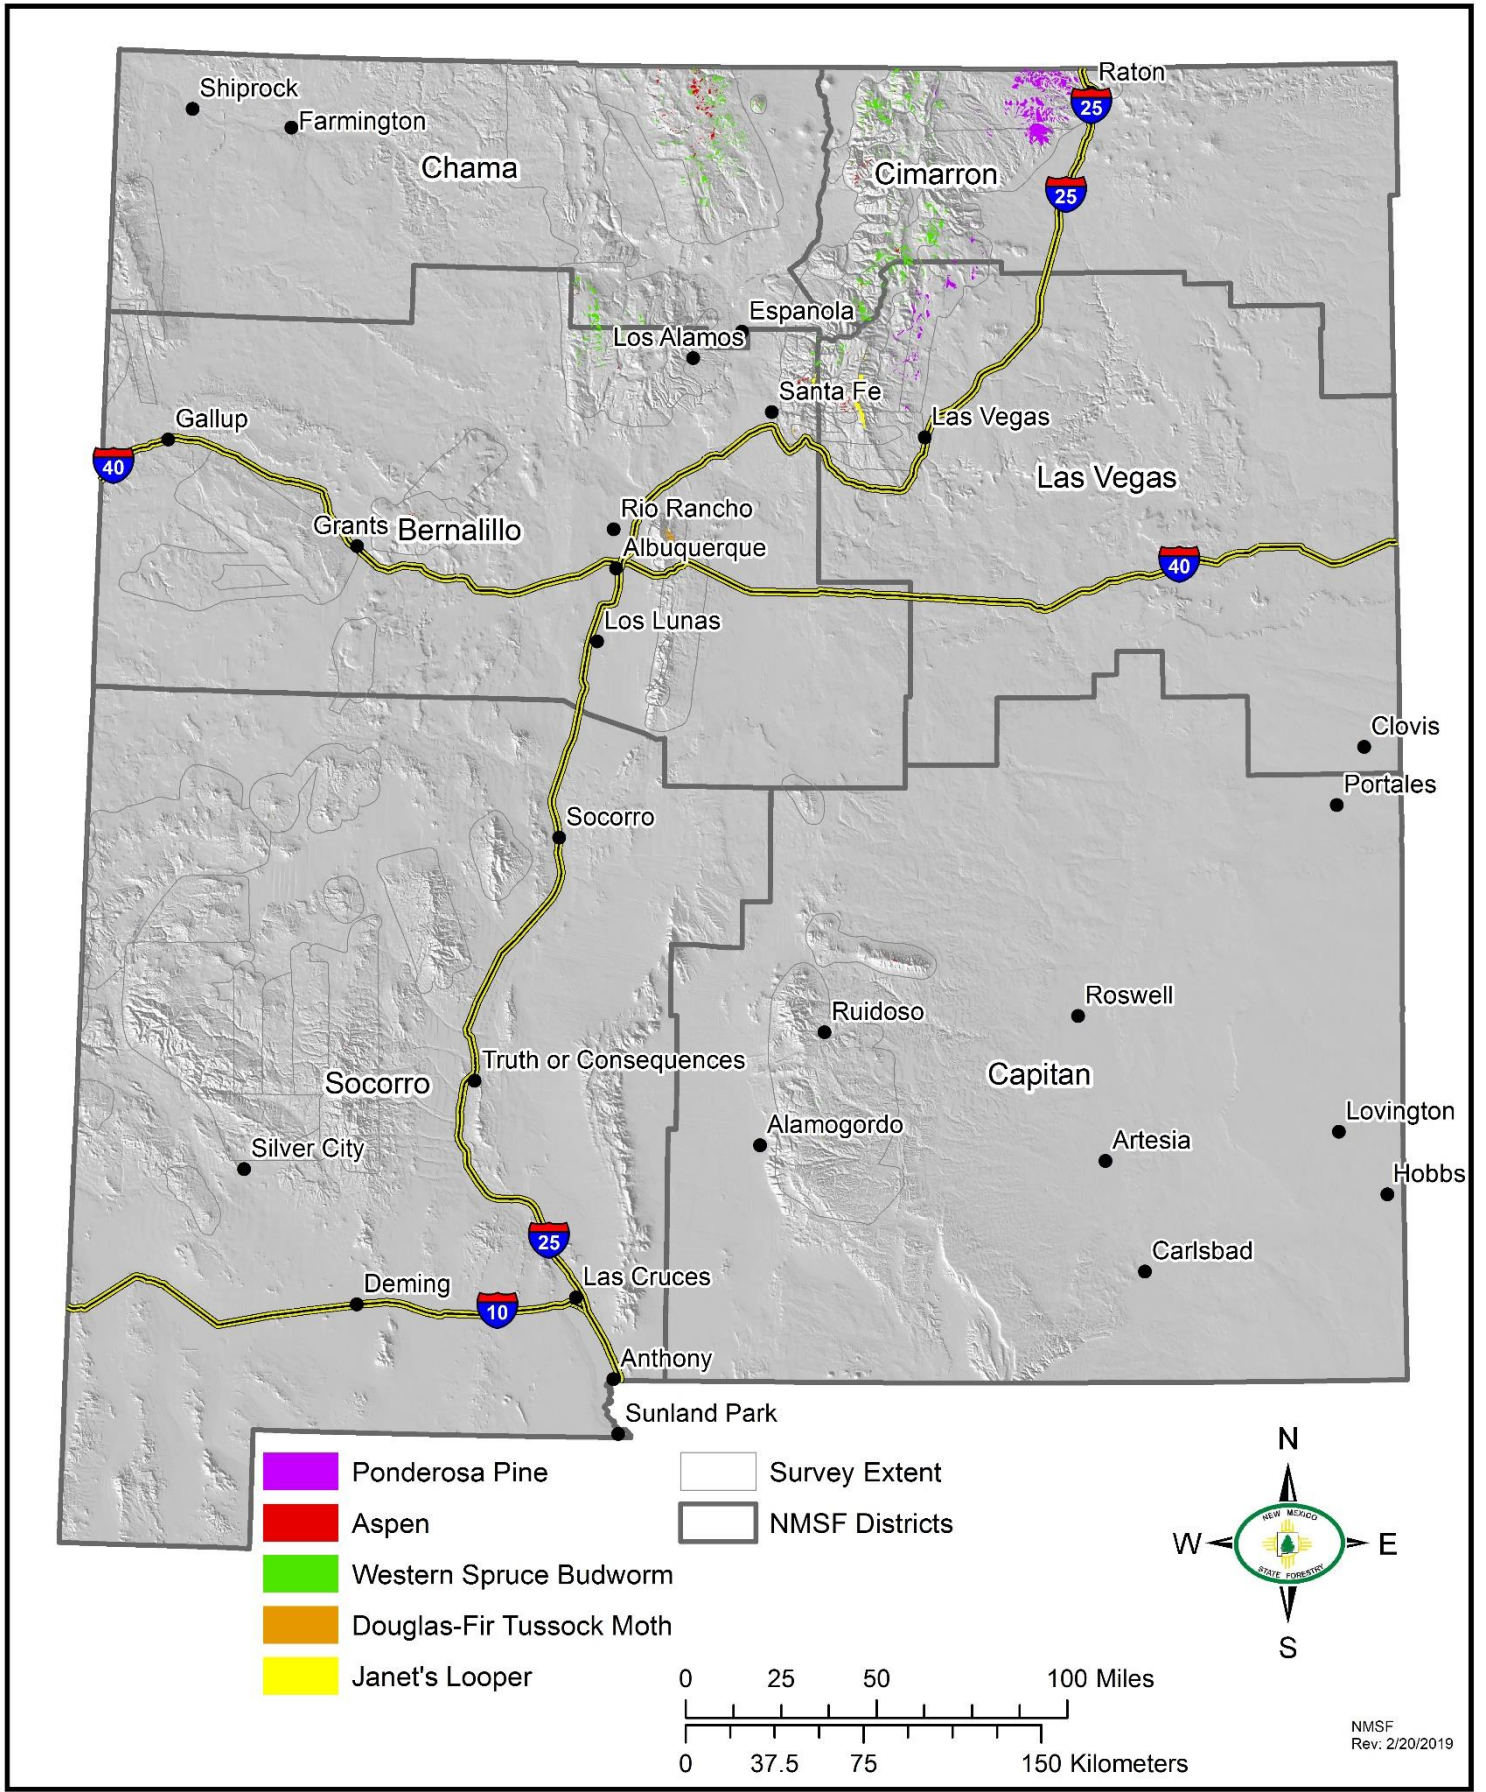 Raton
Shiprock
25
Farmington
Chama
Cimarron
25
Espanola
Los Alamos
Santa Fe
Gallup
Las Vegas
40
Las Vegas
Rio Rancho
Grants
Bernalillo
Albuquerque
40
Los Lunas
Clovis
Portales
Socorro
Roswell
Ruidoso
Truth or Consequences
Capitan
Socorro
Lovington
Alamogordo
Artesia
Silver City
Hobbs
25
Carlsbad
Las Cruces
Deming
10
Anthony
Sunland Park
Ponderosa Pine
Aspen
Western Spruce Budworm
Douglas-Fir Tussock Moth
Janet's Looper
Survey Extent
NMSF Districts
N
NEW MEXICO
W
E
STATE FORESTRY
S
0 25 50 100 Miles
0 37.5 75 150 Kilometers
NMSF
Rev: 2/20/2019